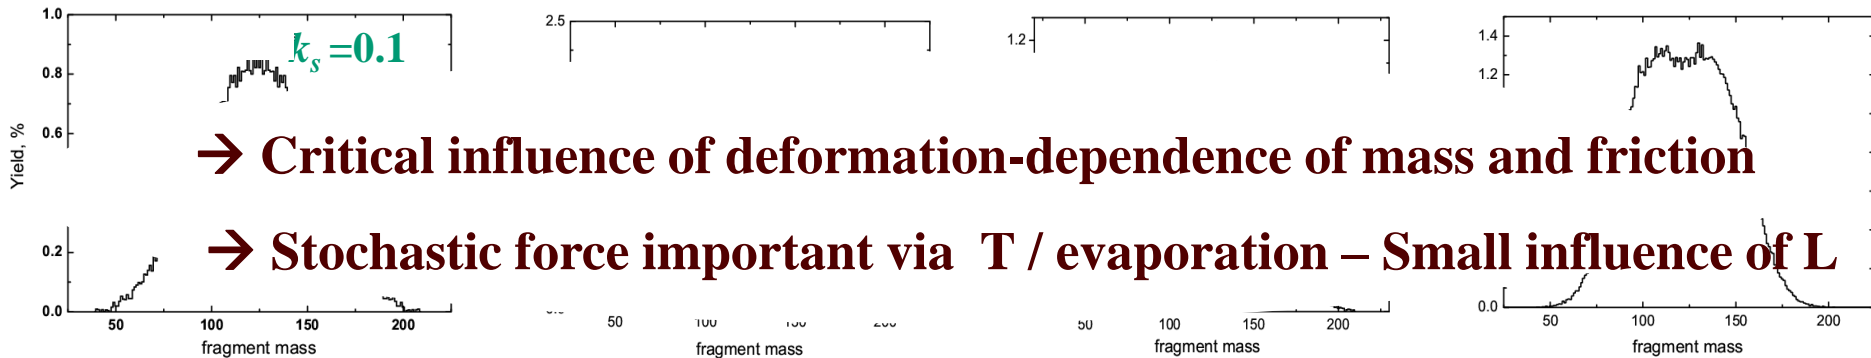 1.0
0.8
0.6
0.2
0.0
Yield, %
50 100 150 200
fragment mass
kₛ =0.1
2.5
50
fragment mass
1.2
50 100 150 200
fragment mass
1.4
1.2
0.0
50 100 150 200
fragment mass
→ Critical influence of deformation-dependence of mass and friction
→ Stochastic force important via T / evaporation – Small influence of L